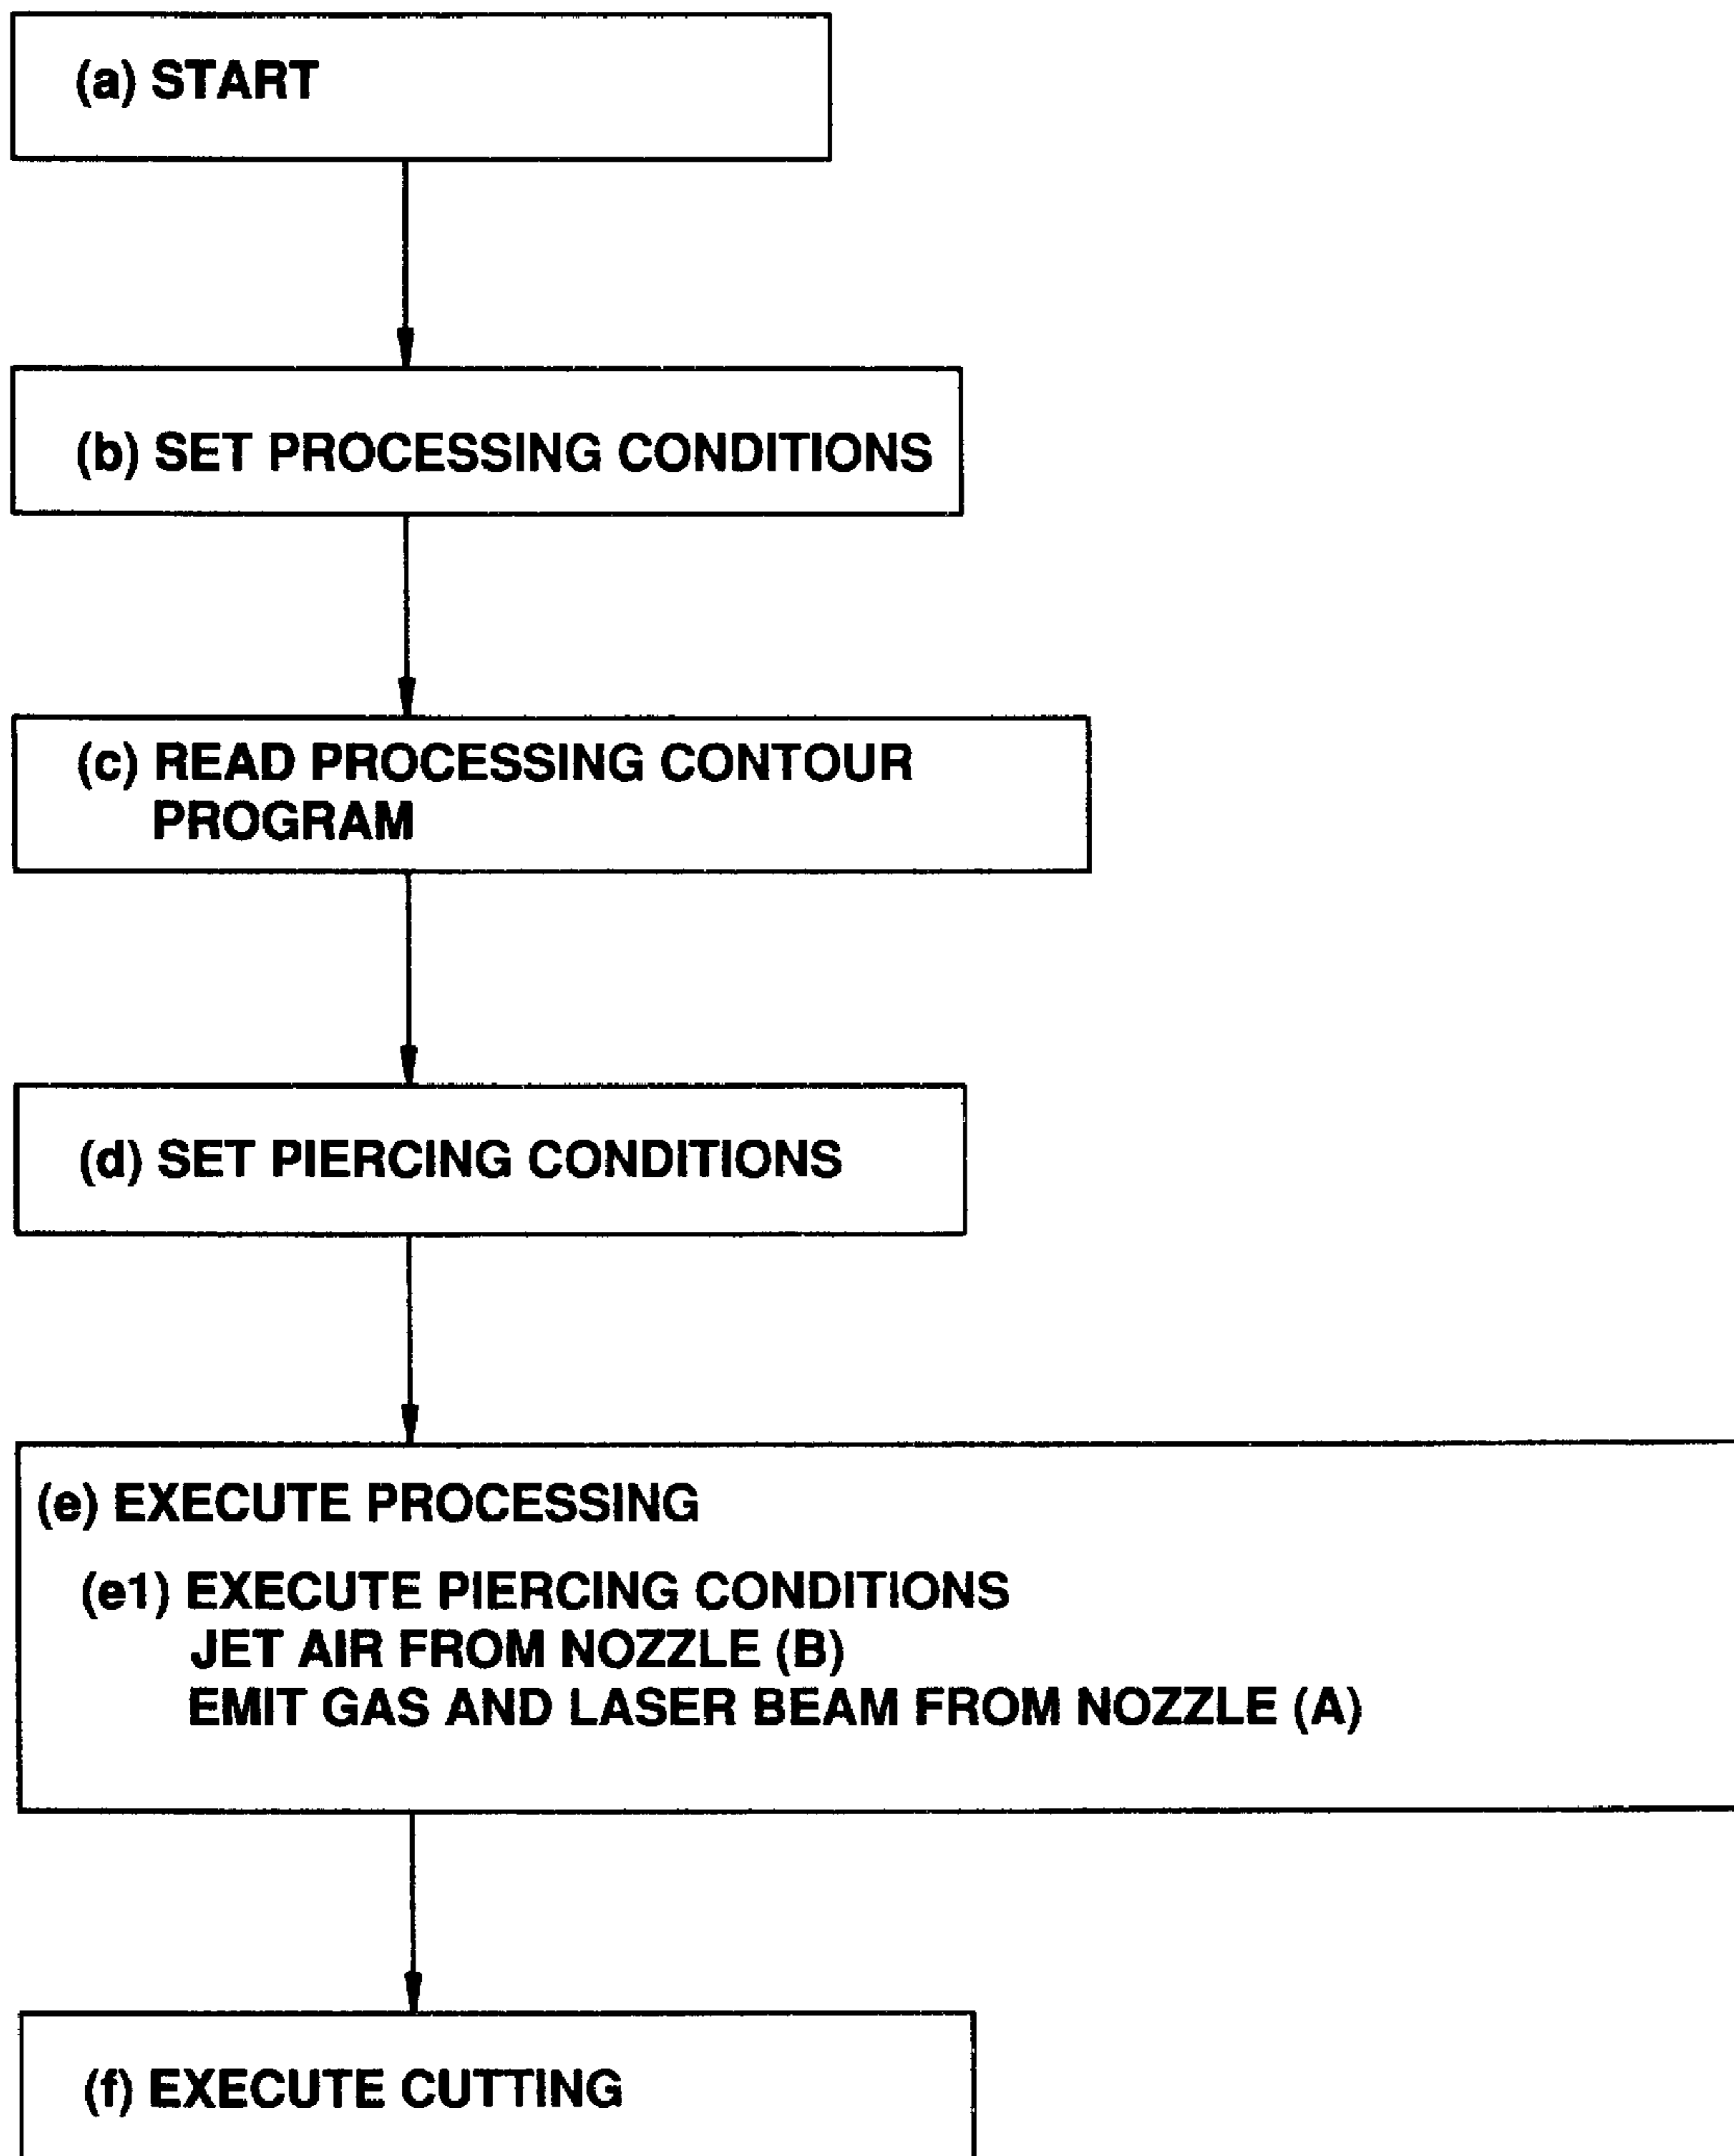 (a) START
(b) SET PROCESSING CONDITIONS
(c) READ PROCESSING CONTOUR
PROGRAM
(d) SET PIERCING CONDITIONS
(e) EXECUTE PROCESSING
(e1) EXECUTE PIERCING CONDITIONS
JET AIR FROM NOZZLE (B)
EMIT GAS AND LASER BEAM FROM NOZZLE (A)
(f) EXECUTE CUTTING